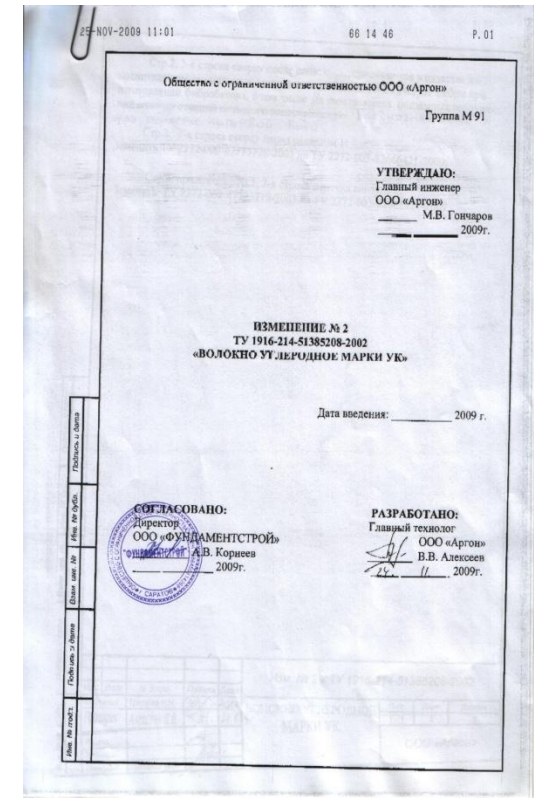 25-NOV-2009 11:01 66 14 46 P.01
Общество с ограниченной ответственностью ООО «Аргон»
Группа М 91
УТВЕРЖДАЮ:
Главный инженер
ООО «Аргон»
М.В. Гончаров
2009г.
ИЗМЕНЕНИЕ № 2
ТУ 1916-214-51385208-2002
«ВОЛОКНО УГЛЕРОДНОЕ МАРКИ УК»
Дата введения: 2009 г.
СОГЛАСОВАНО:
Директор
ООО «ФУНДАМЕНТСТРОЙ»
А.В. Корнеев
2009г.
"ФУНДАМЕНТСТРОЙ"
САРАТОВ
РАЗРАБОТАНО:
Главный технолог
ООО «Аргон»
В.В. Алексеев
24. 11. 2009г.
Подпись и дата
Инв. № дубл.
Взам. инв. №
Подпись и дата
Инв. № подл.